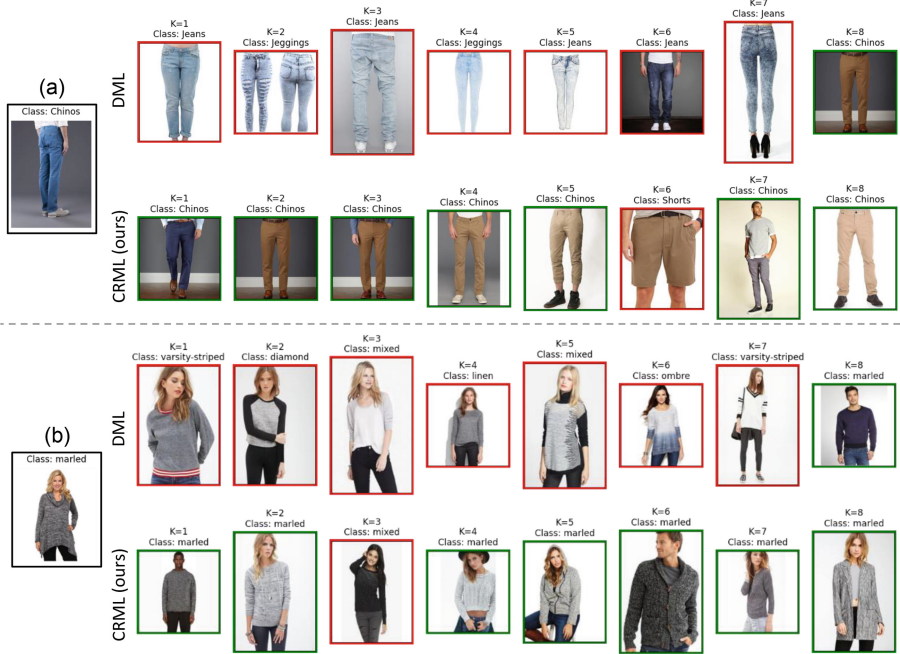 (a)
Class: Chinos
DML
K=1
Class: Jeans
K=2
Class: Jeggings
K=3
Class: Jeans
K=4
Class: Jeggings
K=5
Class: Jeans
K=6
Class: Jeans
K=7
Class: Jeans
K=8
Class: Chinos
CRML (ours)
K=1
Class: Chinos
K=2
Class: Chinos
K=3
Class: Chinos
K=4
Class: Chinos
K=5
Class: Chinos
K=6
Class: Shorts
K=7
Class: Chinos
K=8
Class: Chinos
(b)
Class: marled
DML
K=1
Class: varsity-striped
K=2
Class: diamond
K=3
Class: mixed
K=4
Class: linen
K=5
Class: mixed
K=6
Class: ombre
K=7
Class: varsity-striped
K=8
Class: marled
CRML (ours)
K=1
Class: marled
K=2
Class: marled
K=3
Class: mixed
K=4
Class: marled
K=5
Class: marled
K=6
Class: marled
K=7
Class: marled
K=8
Class: marled